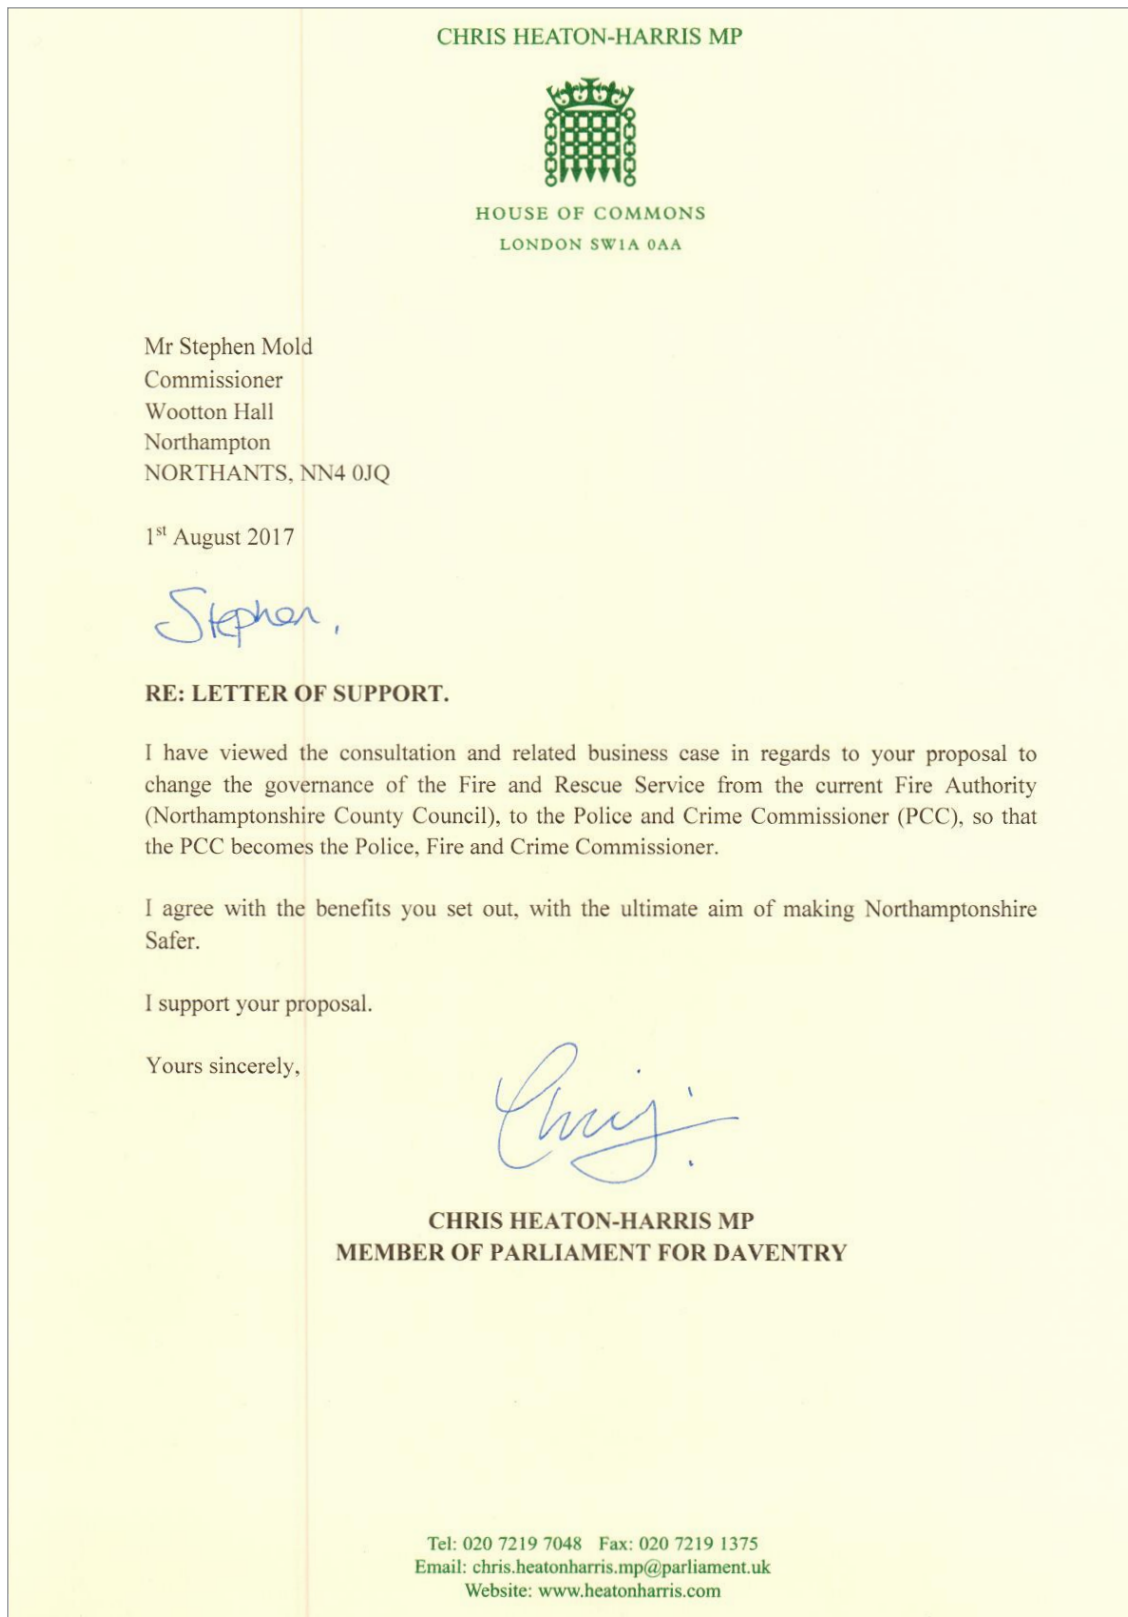 CHRIS HEATON-HARRIS MP
HOUSE OF COMMONS
LONDON SW1A 0AA
Mr Stephen Mold
Commissioner
Wootton Hall
Northampton
NORTHANTS, NN4 0JQ
1st August 2017
Stephen,
RE: LETTER OF SUPPORT.
I have viewed the consultation and related business case in regards to your proposal to
change the governance of the Fire and Rescue Service from the current Fire Authority
(Northamptonshire County Council), to the Police and Crime Commissioner (PCC), so that
the PCC becomes the Police, Fire and Crime Commissioner.
I agree with the benefits you set out, with the ultimate aim of making Northamptonshire
Safer.
I support your proposal.
Yours sincerely,
Chris
CHRIS HEATON-HARRIS MP
MEMBER OF PARLIAMENT FOR DAVENTRY
Tel: 020 7219 7048 Fax: 020 7219 1375
Email: chris.heatonharris.mp@parliament.uk
Website: www.heatonharris.com